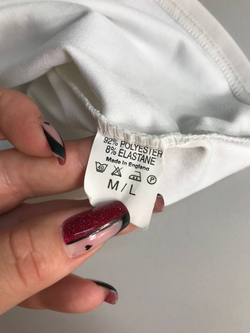 92% POLYESTER
8% ELASTANE
Made in England
M/L